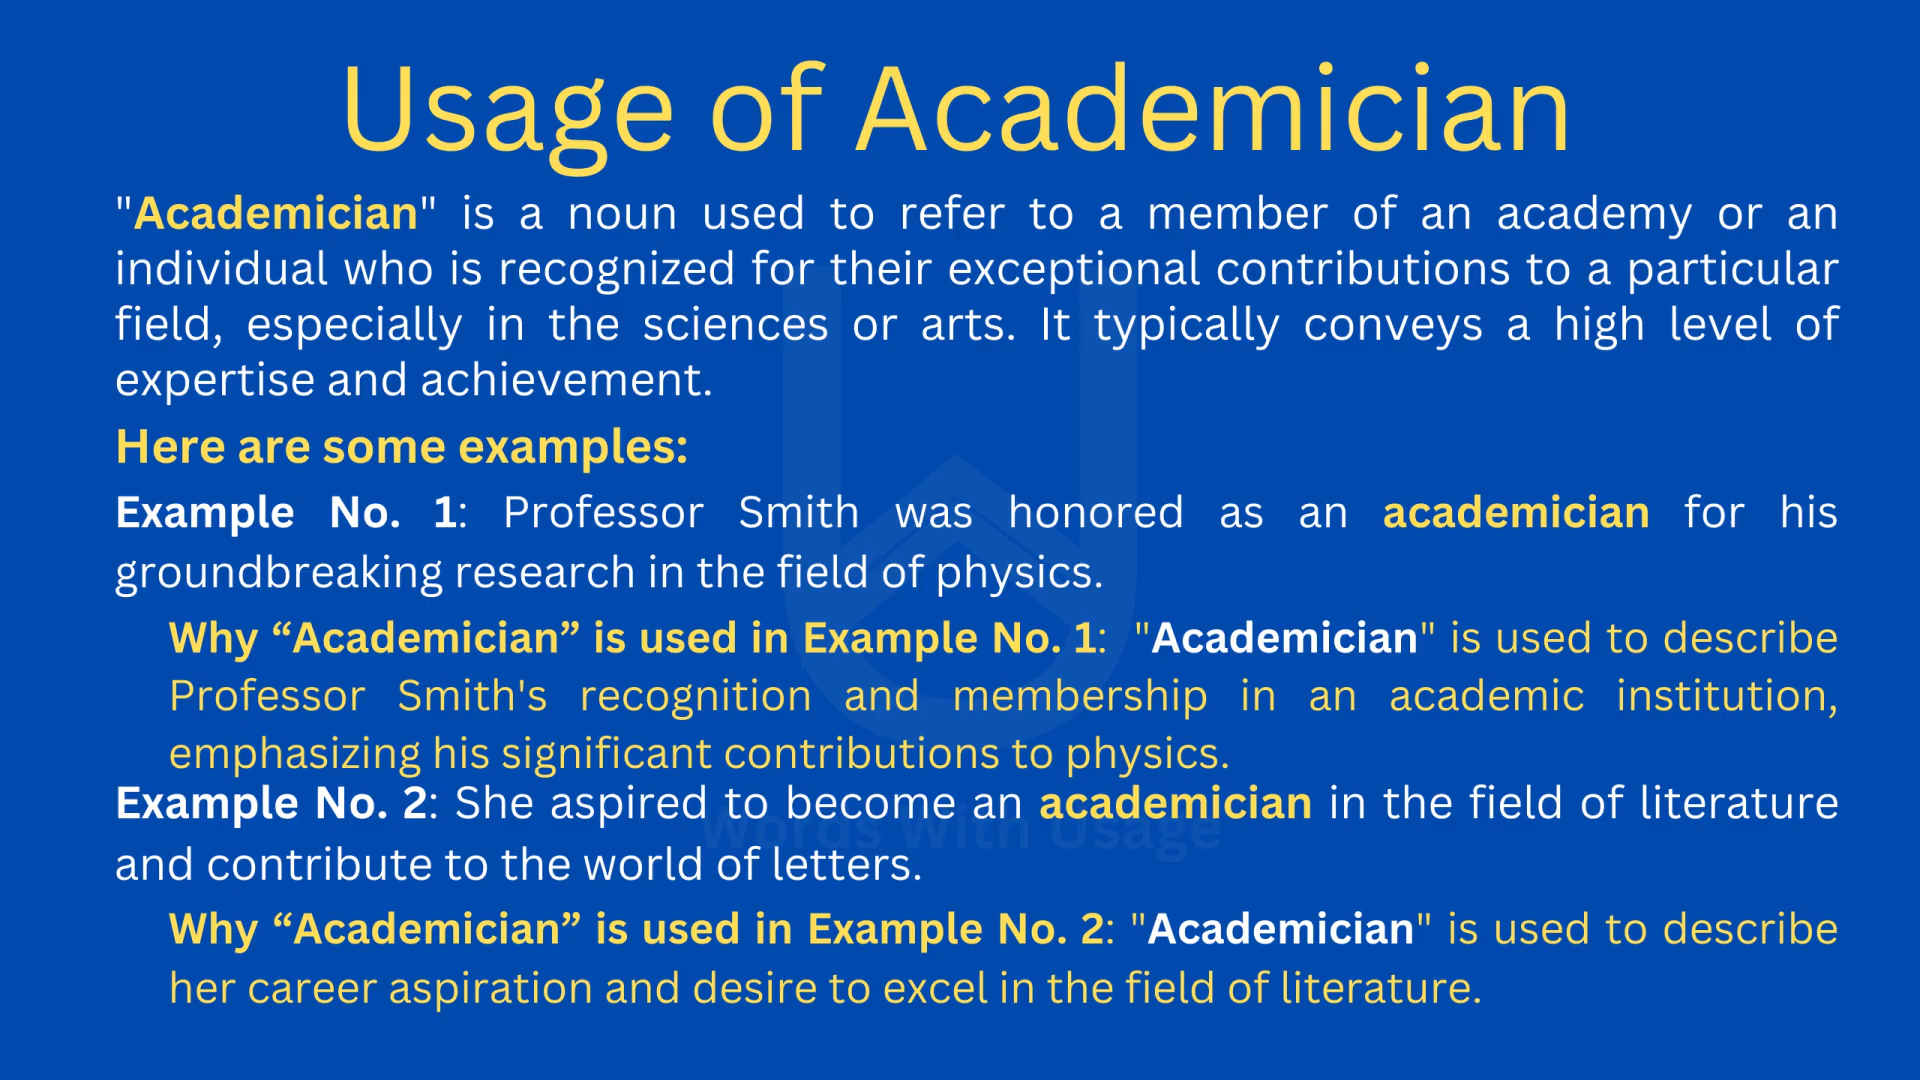 Usage of Academician
"Academician" is a noun used to refer to a member of an academy or an
individual who is recognized for their exceptional contributions to a particular
field, especially in the sciences or arts. It typically conveys a high level of
expertise and achievement.
Here are some examples:
Example No. 1: Professor Smith was honored as an academician for his
groundbreaking research in the field of physics.
Why “Academician” is used in Example No. 1: "Academician" is used to describe
Professor Smith's recognition and membership in an academic institution,
emphasizing his significant contributions to physics.
Example No. 2: She aspired to become an academician in the field of literature
Words With Usage
and contribute to the world of letters.
Why “Academician” is used in Example No. 2: "Academician" is used to describe
her career aspiration and desire to excel in the field of literature.